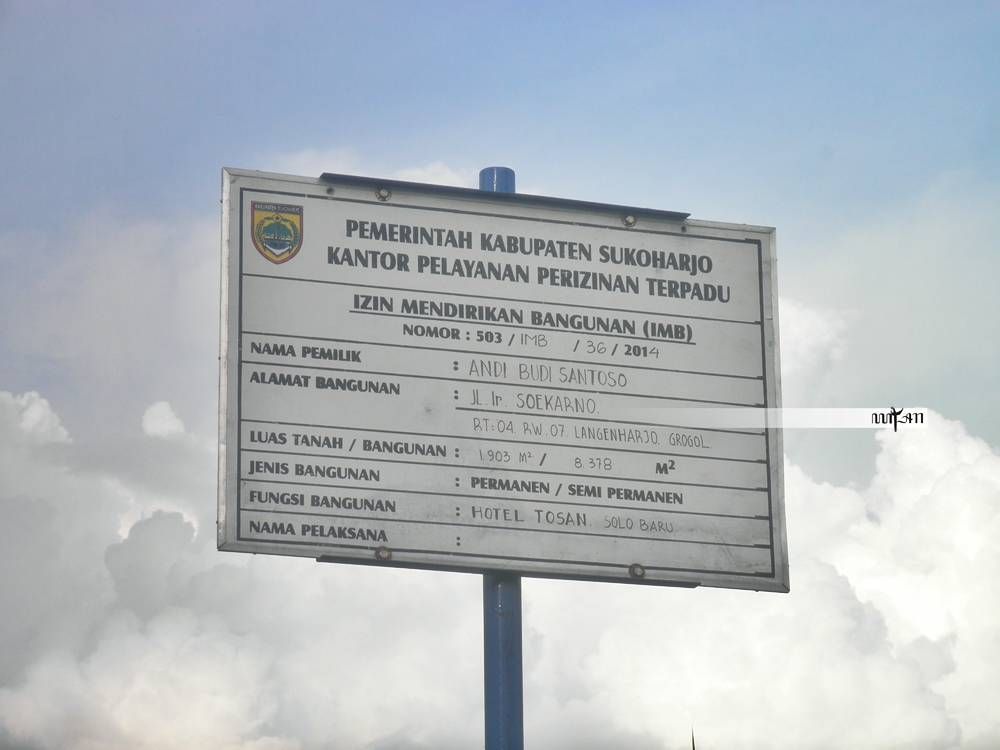 PEMERINTAH KABUPATEN SUKOHARJO
KANTOR PELAYANAN PERIZINAN TERPADU
IZIN MENDIRIKAN BANGUNAN (IMB)
NOMOR : 503 / IMB / 36 / 2014
NAMA PEMILIK : ANDI BUDI SANTOSO
ALAMAT BANGUNAN : JL. Ir. SOEKARNO.
RT:04. RW.07. LANGENHARJO. GROGOL
LUAS TANAH / BANGUNAN : 1.903 M² / 8.378 M²
JENIS BANGUNAN : PERMANEN / SEMI PERMANEN
FUNGSI BANGUNAN : HOTEL TOSAN. SOLO BARU
NAMA PELAKSANA :